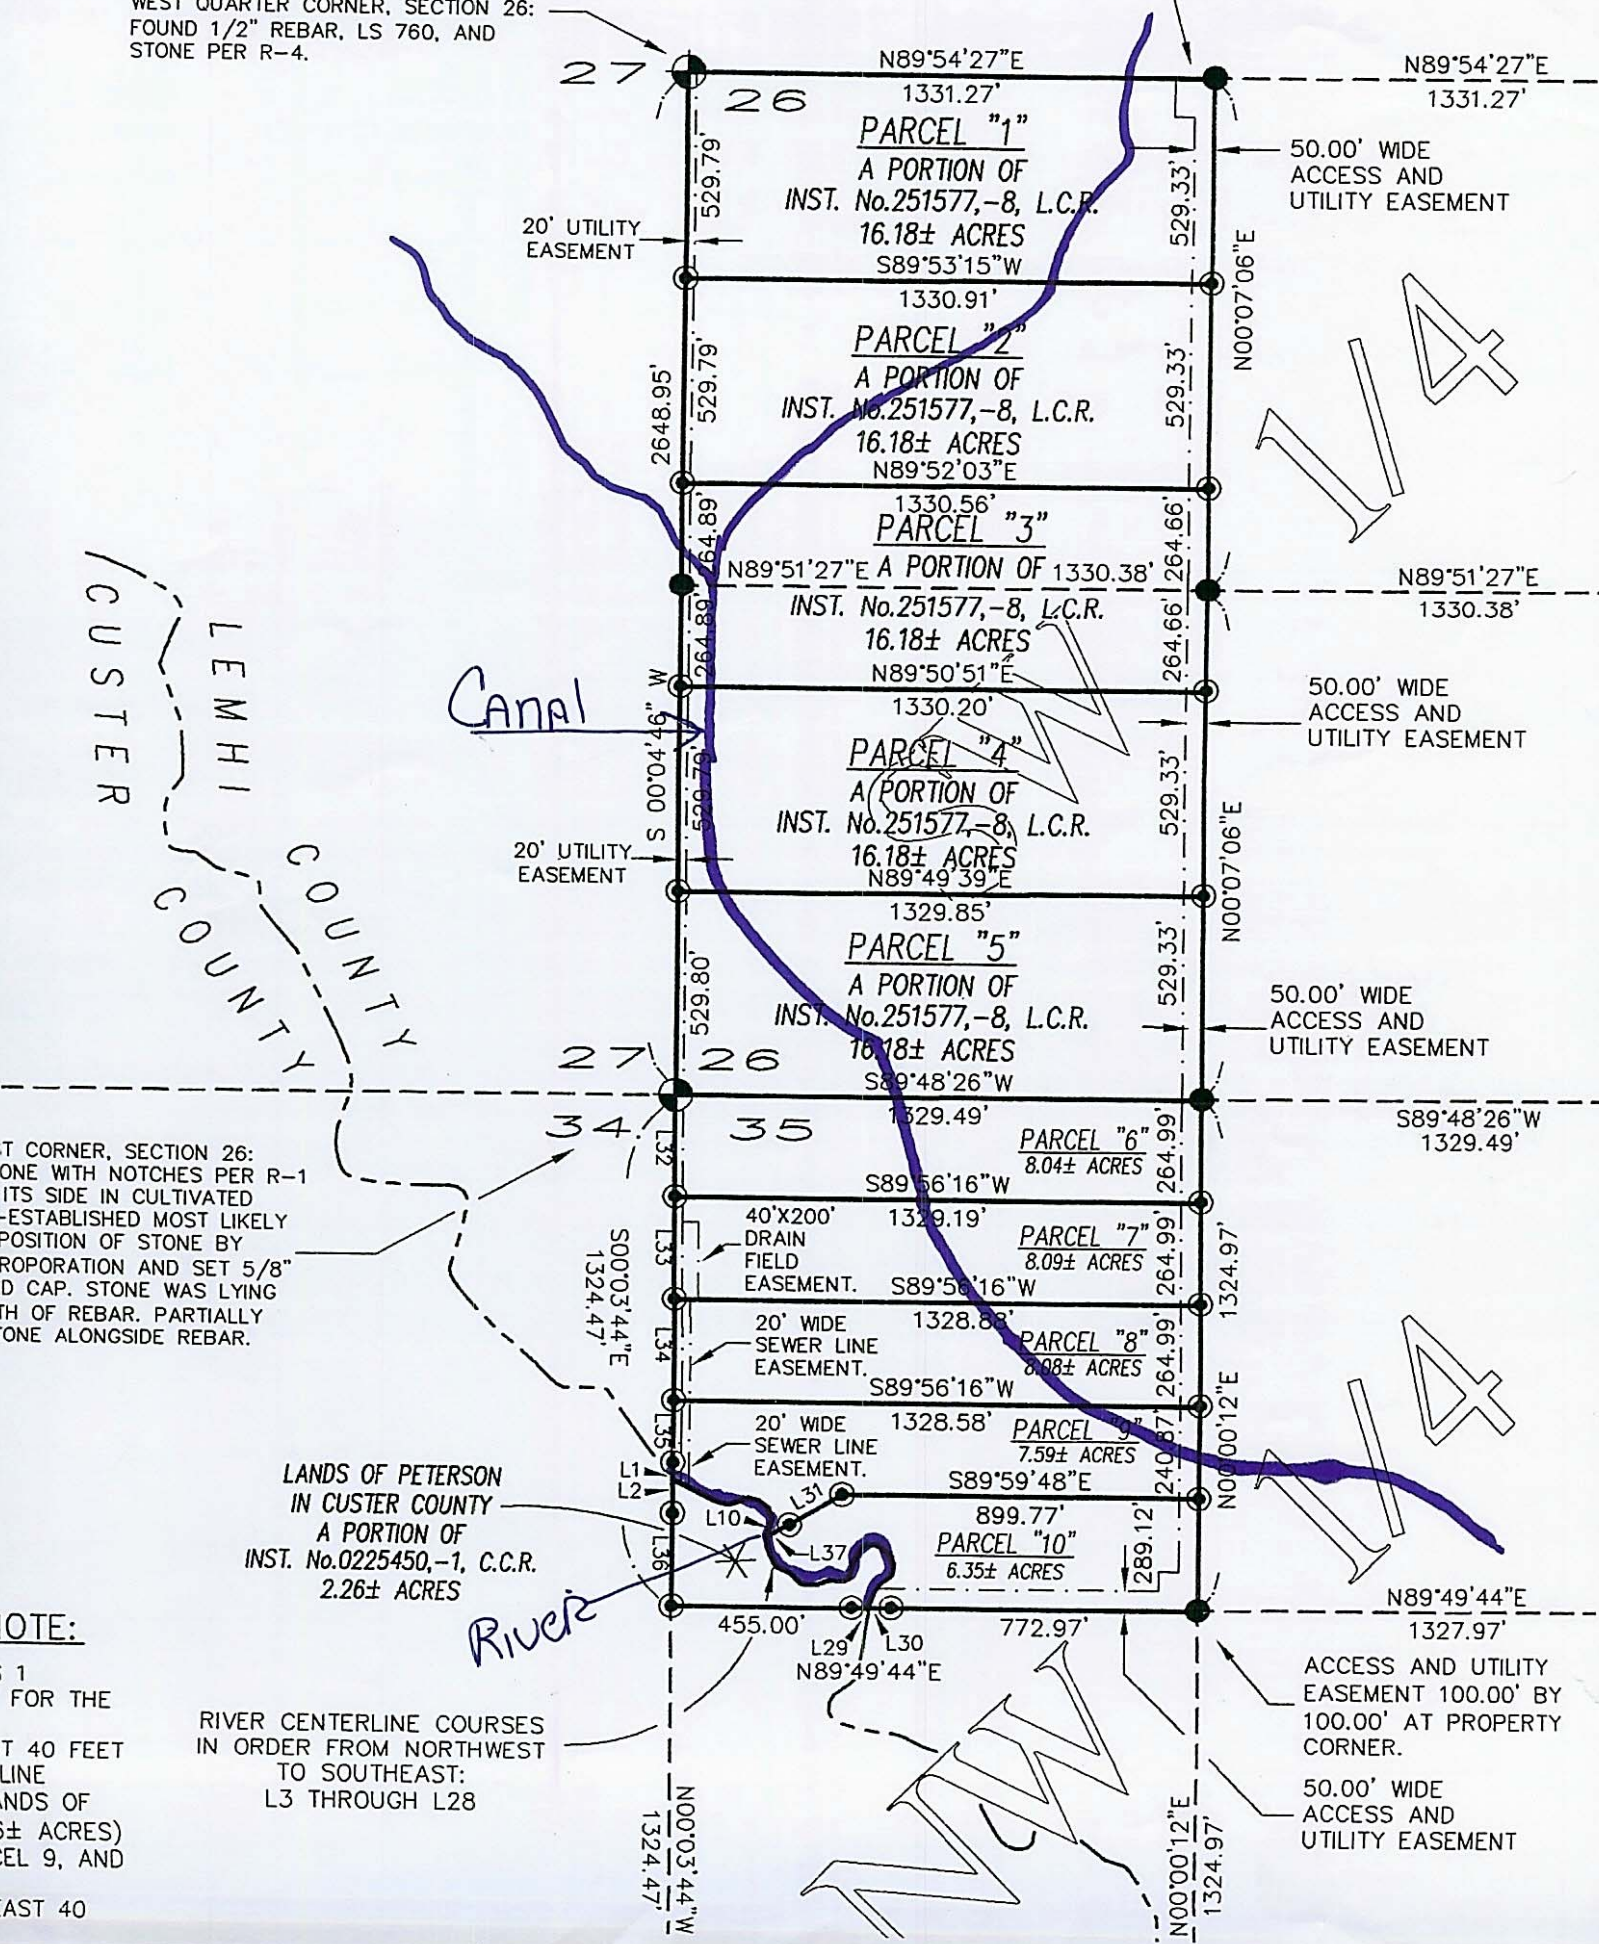 WEST QUARTER CORNER, SECTION 26:
FOUND 1/2" REBAR, LS 760, AND
STONE PER R-4.
27
26
N89°54'27"E
1331.27'
N89°54'27"E
1331.27'
PARCEL "1"
A PORTION OF
INST. No.251577,-8, L.C.R.
16.18± ACRES
529.79'
529.33'
50.00' WIDE
ACCESS AND
UTILITY EASEMENT
20' UTILITY
EASEMENT
S89°53'15"W
1330.91'
N00°07'06"E
PARCEL "2"
A PORTION OF
INST. No.251577,-8, L.C.R.
16.18± ACRES
2648.95'
529.79'
529.33'
1/4
N89°52'03"E
1330.56'
PARCEL "3"
264.89'
264.66'
N89°51'27"E A PORTION OF 1330.38'
N89°51'27"E
1330.38'
INST. No.251577,-8, L.C.R.
16.18± ACRES
264.89'
264.66'
LEMHI
CUSTER
COUNTY
COUNTY
N89°50'51"E
1330.20'
50.00' WIDE
ACCESS AND
UTILITY EASEMENT
Canal
SW
S 00°04'46" W
PARCEL "4"
A PORTION OF
INST. No.251577,-8, L.C.R.
16.18± ACRES
529.79'
529.33'
N00°07'06"E
20' UTILITY
EASEMENT
N89°49'39"E
1329.85'
PARCEL "5"
A PORTION OF
INST. No.251577,-8, L.C.R.
16.18± ACRES
529.80'
529.33'
50.00' WIDE
ACCESS AND
UTILITY EASEMENT
27
26
S89°48'26"W
1329.49'
34
35
S89°48'26"W
1329.49'
T CORNER, SECTION 26:
ONE WITH NOTCHES PER R-1
ITS SIDE IN CULTIVATED
-ESTABLISHED MOST LIKELY
POSITION OF STONE BY
ROPORATION AND SET 5/8"
D CAP. STONE WAS LYING
TH OF REBAR. PARTIALLY
TONE ALONGSIDE REBAR.
L32
PARCEL "6"
8.04± ACRES
264.99'
S89°56'16"W
1329.19'
L33
40'X200'
DRAIN
FIELD
EASEMENT.
PARCEL "7"
8.09± ACRES
264.99'
1324.97'
S00°03'44"E
1324.47'
S89°56'16"W
1328.88'
L34
20' WIDE
SEWER LINE
EASEMENT.
PARCEL "8"
8.08± ACRES
264.99'
S89°56'16"W
1328.58'
N00°00'12"E
1/4
L35
20' WIDE
SEWER LINE
EASEMENT.
PARCEL "9"
7.59± ACRES
240.87'
L1
L2
L31
S89°59'48"E
899.77'
LANDS OF PETERSON
IN CUSTER COUNTY
A PORTION OF
INST. No.0225450,-1, C.C.R.
2.26± ACRES
L10
L37
L36
PARCEL "10"
6.35± ACRES
289.12'
River
455.00'
L29
L30
N89°49'44"E
772.97'
N89°49'44"E
1327.97'
OTE:
S 1
FOR THE
T 40 FEET
LINE
ANDS OF
6± ACRES)
CEL 9, AND
EAST 40
RIVER CENTERLINE COURSES
IN ORDER FROM NORTHWEST
TO SOUTHEAST:
L3 THROUGH L28
NW
N00°03'44"W
1324.47'
N00°00'12"E
1324.97'
ACCESS AND UTILITY
EASEMENT 100.00' BY
100.00' AT PROPERTY
CORNER.
50.00' WIDE
ACCESS AND
UTILITY EASEMENT